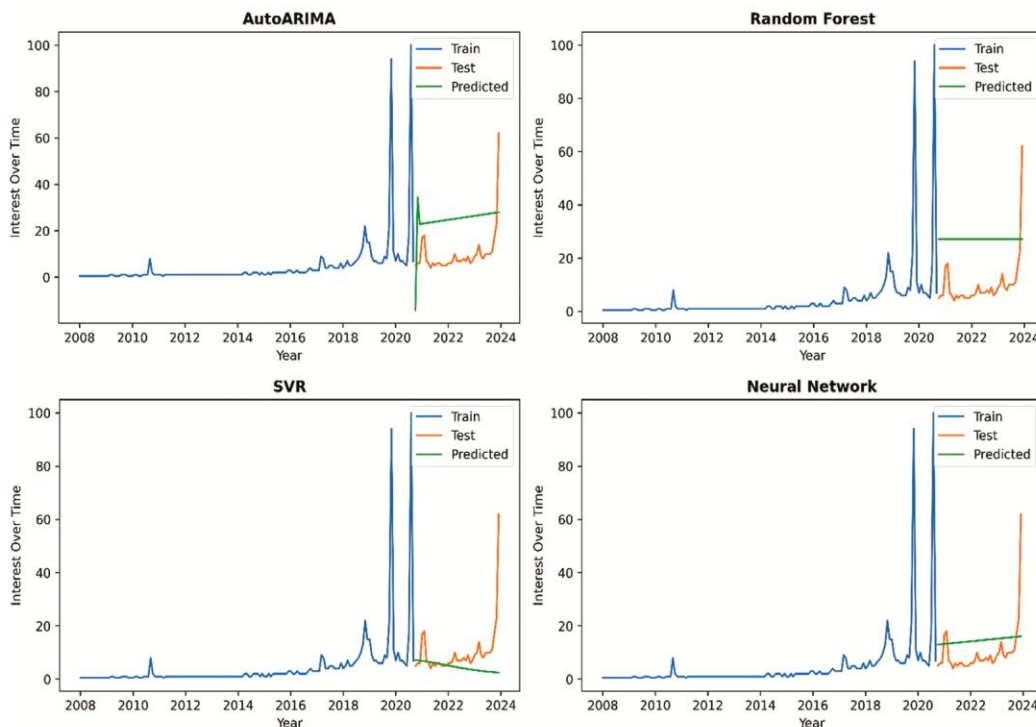 AutoARIMA
Interest Over Time
100
80
60
40
20
0
Train
Test
Predicted
2008 2010 2012 2014 2016 2018 2020 2022 2024
Year
Random Forest
Interest Over Time
100
80
60
40
20
0
Train
Test
Predicted
2008 2010 2012 2014 2016 2018 2020 2022 2024
Year
SVR
Interest Over Time
100
80
60
40
20
0
Train
Test
Predicted
2008 2010 2012 2014 2016 2018 2020 2022 2024
Year
Neural Network
Interest Over Time
100
80
60
40
20
0
Train
Test
Predicted
2008 2010 2012 2014 2016 2018 2020 2022 2024
Year